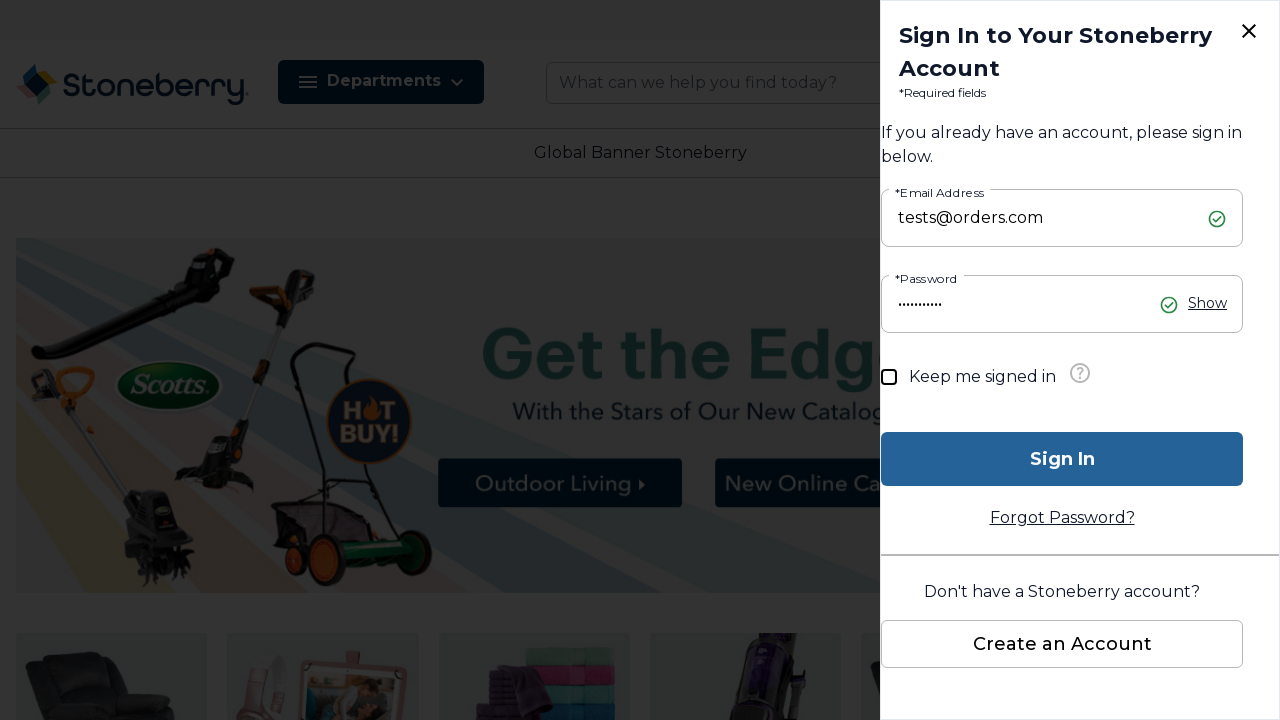 Sign In to Your Stoneberry
Account
*Required fields
Stoneberry
Departments
What can we help you find today?
If you already have an account, please sign in
below.
Global Banner Stoneberry
*Email Address
tests@orders.com
*Password
•••••••••••
Show
Keep me signed in
Sign In
Forgot Password?
Don't have a Stoneberry account?
Create an Account
Get the Edge
Scotts
HOT
BUY!
With the Stars of Our New Catalog
Outdoor Living
New Online Ca